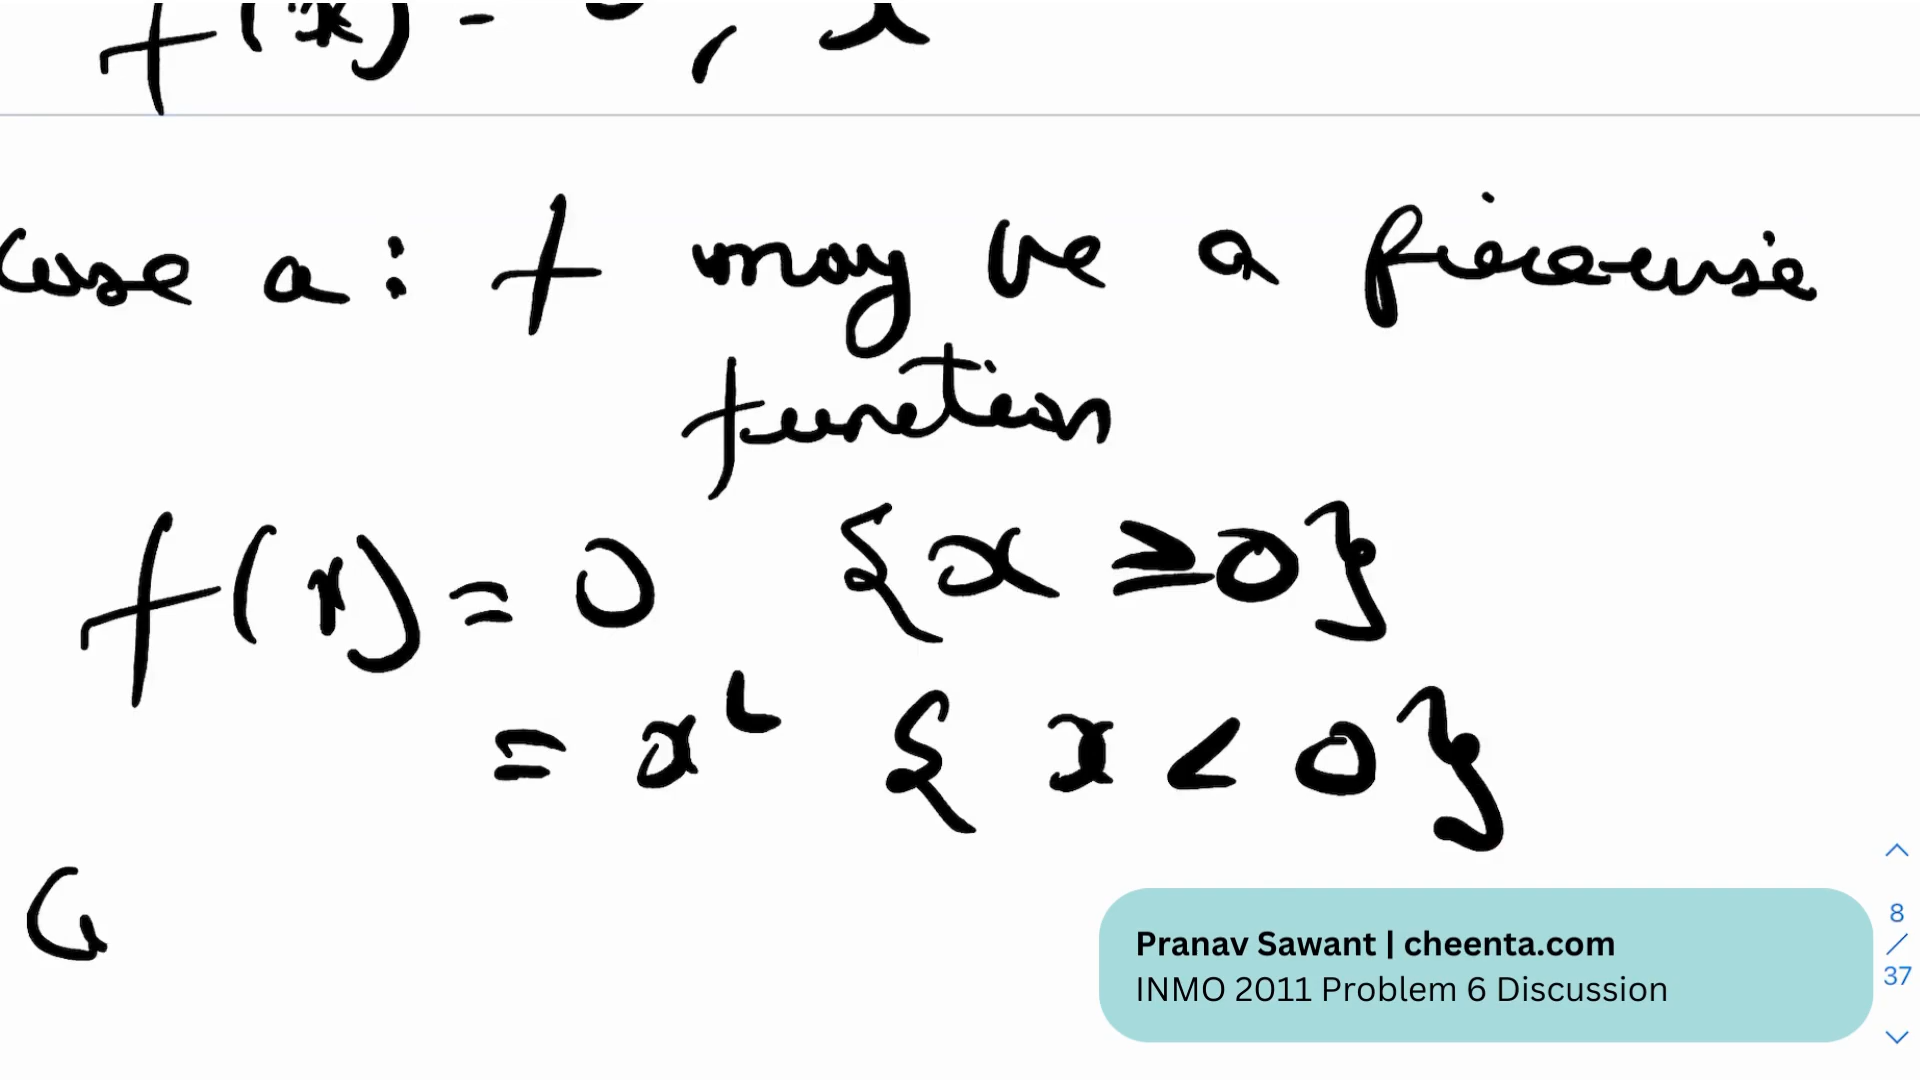 f(x) =
case a: f may be a piecewise
function
f(x) = 0 {x ≥ 0}
= x² { x < 0}
Pranav Sawant | cheenta.com
INMO 2011 Problem 6 Discussion
8
/
37